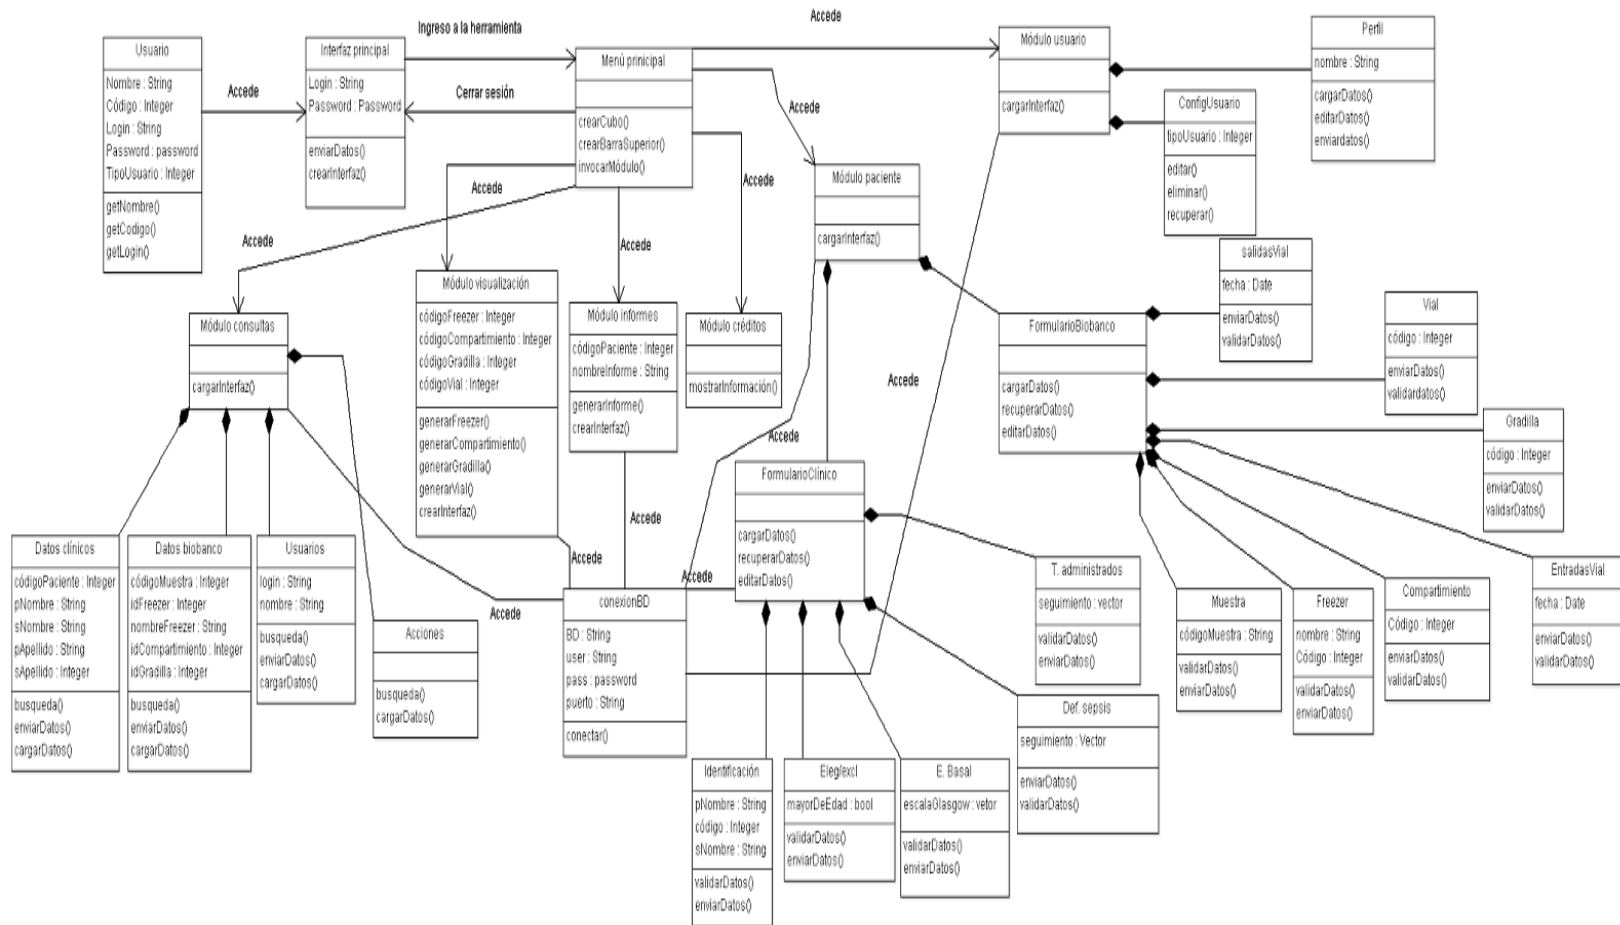 Usuario
Nombre : String
Código : Integer
Login : String
Password : password
TipoUsuario : Integer
getNombre()
getCodigo()
getLogin()
Accede
Interfaz principal
Login : String
Password : Password
enviarDatos()
crearInterfaz()
Ingreso a la herramienta
Cerrar sesión
Menú prinicipal
crearCubo()
crearBarraSuperior()
invocarMódulo()
Accede
Módulo usuario
cargarInterfaz()
Perfil
nombre : String
cargarDatos()
editarDatos()
enviardatos()
ConfigUsuario
tipoUsuario : Integer
editar()
eliminar()
recuperar()
Accede
Módulo paciente
cargarInterfaz()
Accede
Accede
Accede
Accede
salidasVial
fecha : Date
enviarDatos()
validarDatos()
Módulo consultas
cargarInterfaz()
Módulo visualización
códigoFreezer : Integer
códigoCompartimiento : Integer
códigoGradilla : Integer
códigoVial : Integer
generarFreezer()
generarCompartimiento()
generarGradilla()
generarVial()
crearInterfaz()
Módulo informes
códigoPaciente : Integer
nombreInforme : String
generarInforme()
crearInterfaz()
Módulo créditos
mostrarInformación()
FormularioBiobanco
cargarDatos()
recuperarDatos()
editarDatos()
Vial
código : Integer
enviarDatos()
validardatos()
Accede
Gradilla
código : Integer
enviarDatos()
validarDatos()
Accede
FormularioClínico
cargarDatos()
recuperarDatos()
editarDatos()
Accede
Accede
Accede
Accede
Datos clínicos
códigoPaciente : Integer
pNombre : String
sNombre : String
pApellido : String
sApellido : Integer
busqueda()
enviarDatos()
cargarDatos()
Datos biobanco
códigoMuestra : Integer
idFreezer : Integer
nombreFreezer : String
idCompartimiento : Integer
idGradilla : Integer
busqueda()
enviarDatos()
cargarDatos()
Usuarios
login : String
nombre : String
busqueda()
enviarDatos()
cargarDatos()
Acciones
busqueda()
cargarDatos()
conexionBD
BD : String
user : String
pass : password
puerto : String
conectar()
T. administrados
seguimiento : vector
validarDatos()
enviarDatos()
Muestra
códigoMuestra : String
validarDatos()
enviarDatos()
Freezer
nombre : String
Código : Integer
validarDatos()
enviarDatos()
Compartimiento
Código : Integer
enviarDatos()
validarDatos()
EntradasVial
fecha : Date
enviarDatos()
validarDatos()
Def. sepsis
seguimiento : Vector
enviarDatos()
validarDatos()
Identificación
pNombre : String
código : Integer
sNombre : String
validarDatos()
enviarDatos()
Eleg/excl
mayorDeEdad : bool
validarDatos()
enviarDatos()
E. Basal
escalaGlasgow : vetor
validarDatos()
enviarDatos()